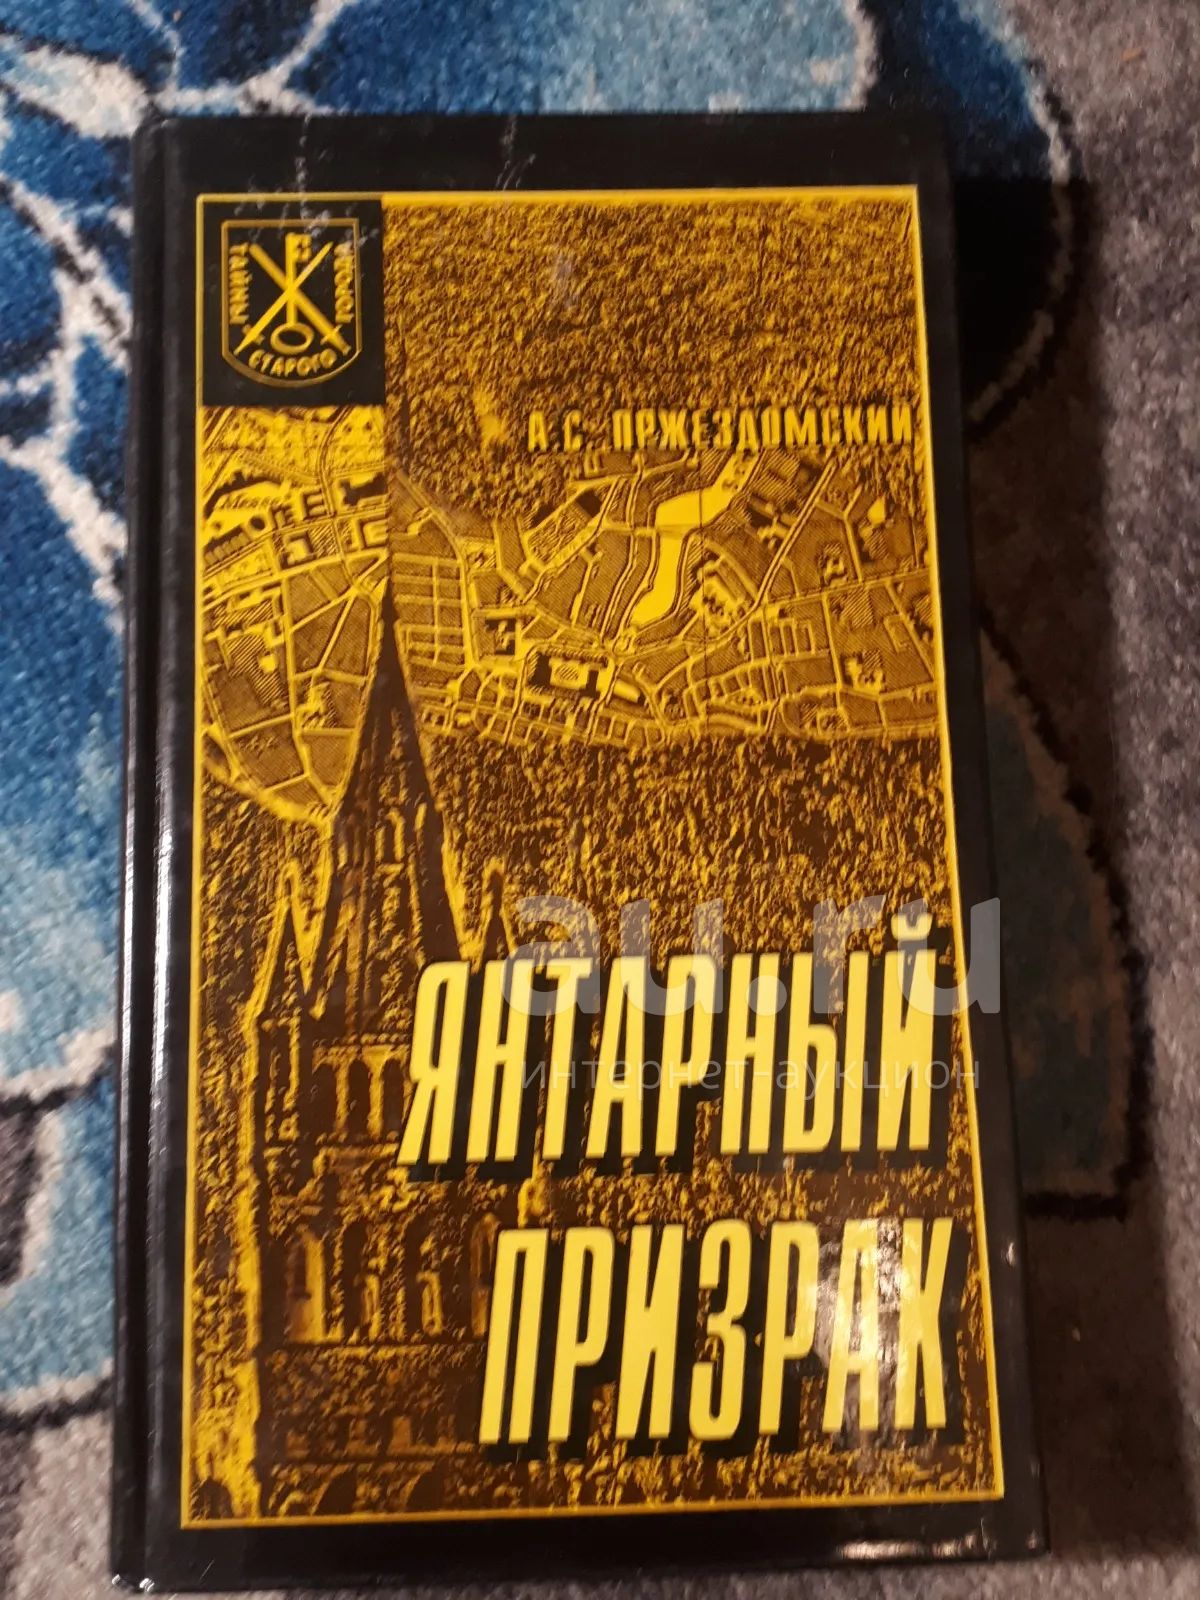 ТАЙНЫ
СТАРОГО
ГОРОДА
А.С. ПРЖЕЗДОМСКИЙ
ЯНТАРНЫЙ
ПРИЗРАК
au.ru
интернет-аукцион